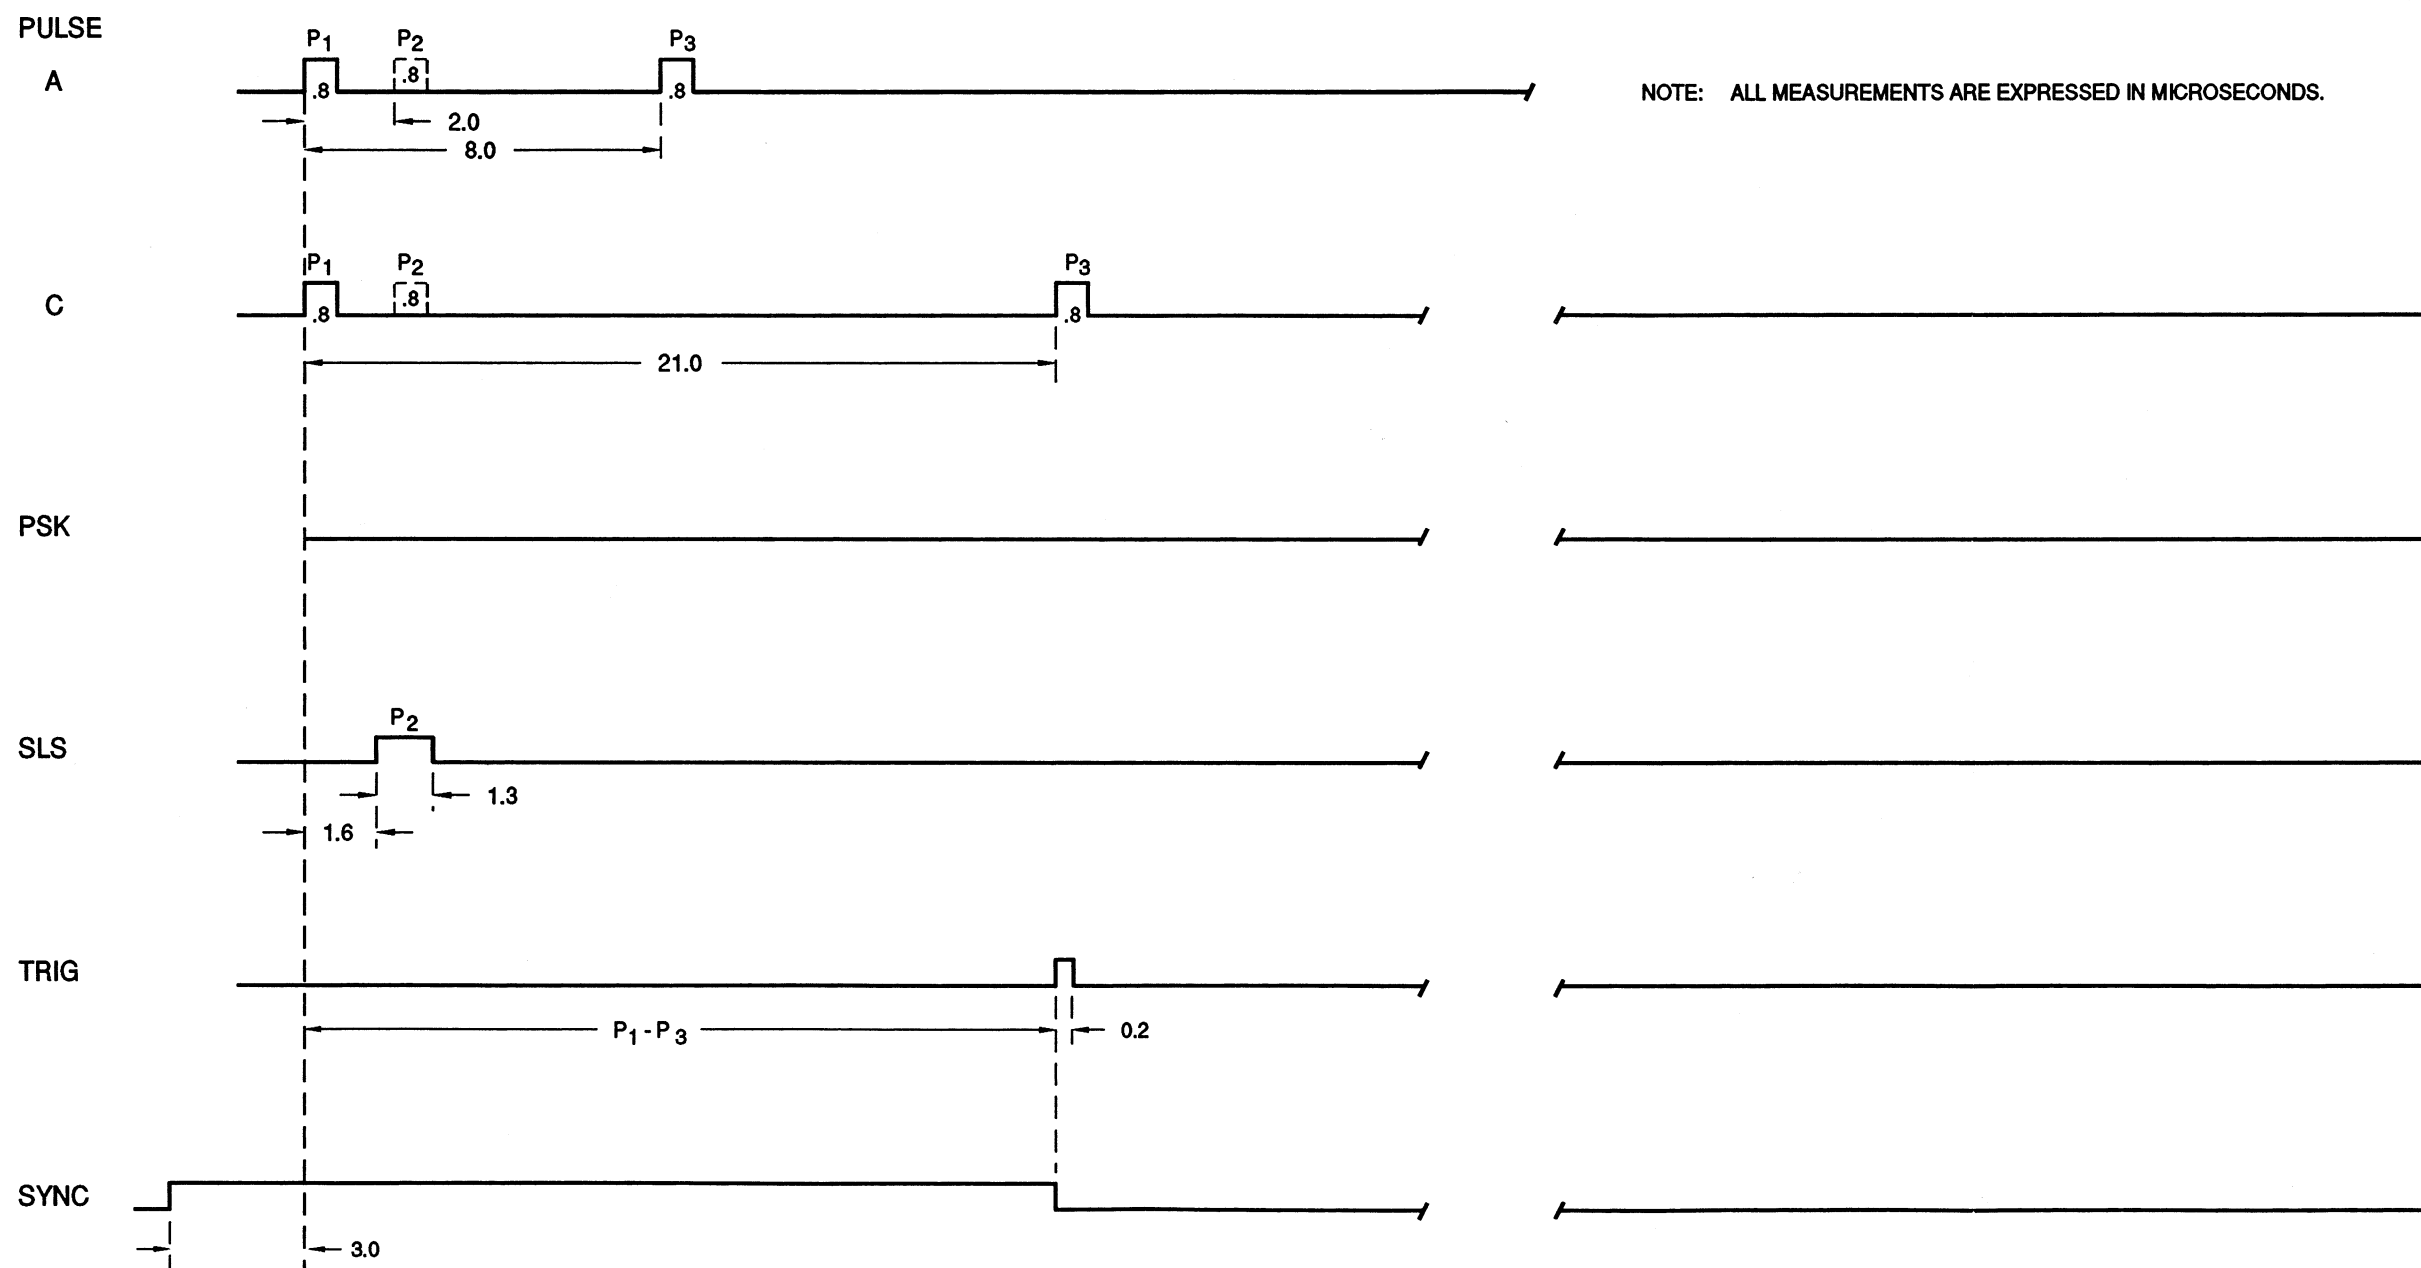 PULSE
P1 P2 P3
A .8 .8 .8
NOTE: ALL MEASUREMENTS ARE EXPRESSED IN MICROSECONDS.
2.0
8.0
P1 P2 P3
C .8 .8 .8
21.0
PSK
P2
SLS
1.3
1.6
TRIG
P1 - P3 0.2
SYNC
3.0